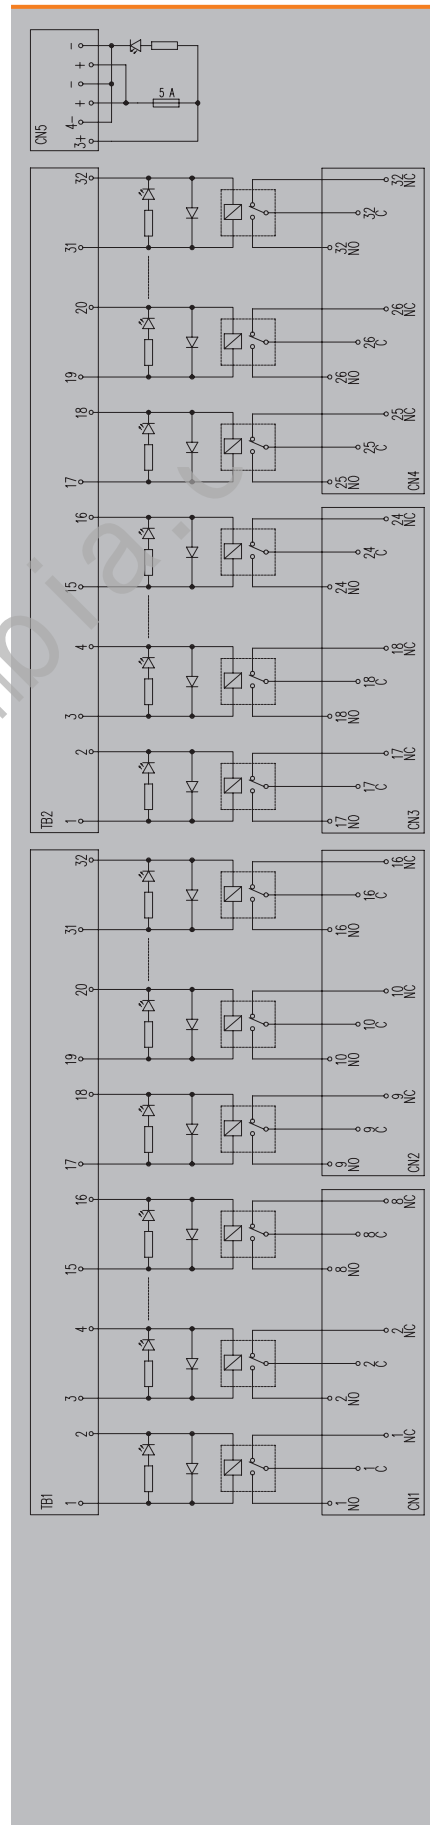 TB1
1 2 3 4 15 16 17 18 19 20 31 32
TB2
1 2 3 4 15 16 17 18 19 20 31 32
CN5
3+ 4- + - + -
5 A
mbia.c
1 NO 1 C 1 NC 2 NO 2 C 2 NC 8 NO 8 C 8 NC
CN1
9 NO 9 C 9 NC 10 NO 10 C 10 NC 16 NO 16 C 16 NC
CN2
17 NO 17 C 17 NC 18 NO 18 C 18 NC 24 NO 24 C 24 NC
CN3
25 NO 25 C 25 NC 26 NO 26 C 26 NC 32 NO 32 C 32 NC
CN4